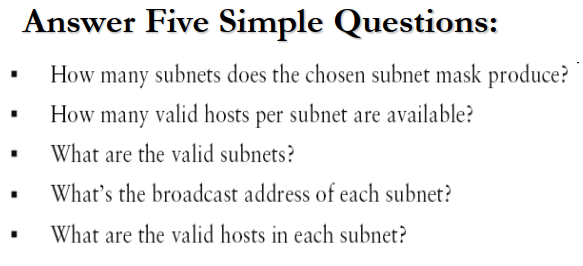 Answer Five Simple Questions:
▪ How many subnets does the chosen subnet mask produce?
▪ How many valid hosts per subnet are available?
▪ What are the valid subnets?
▪ What’s the broadcast address of each subnet?
▪ What are the valid hosts in each subnet?